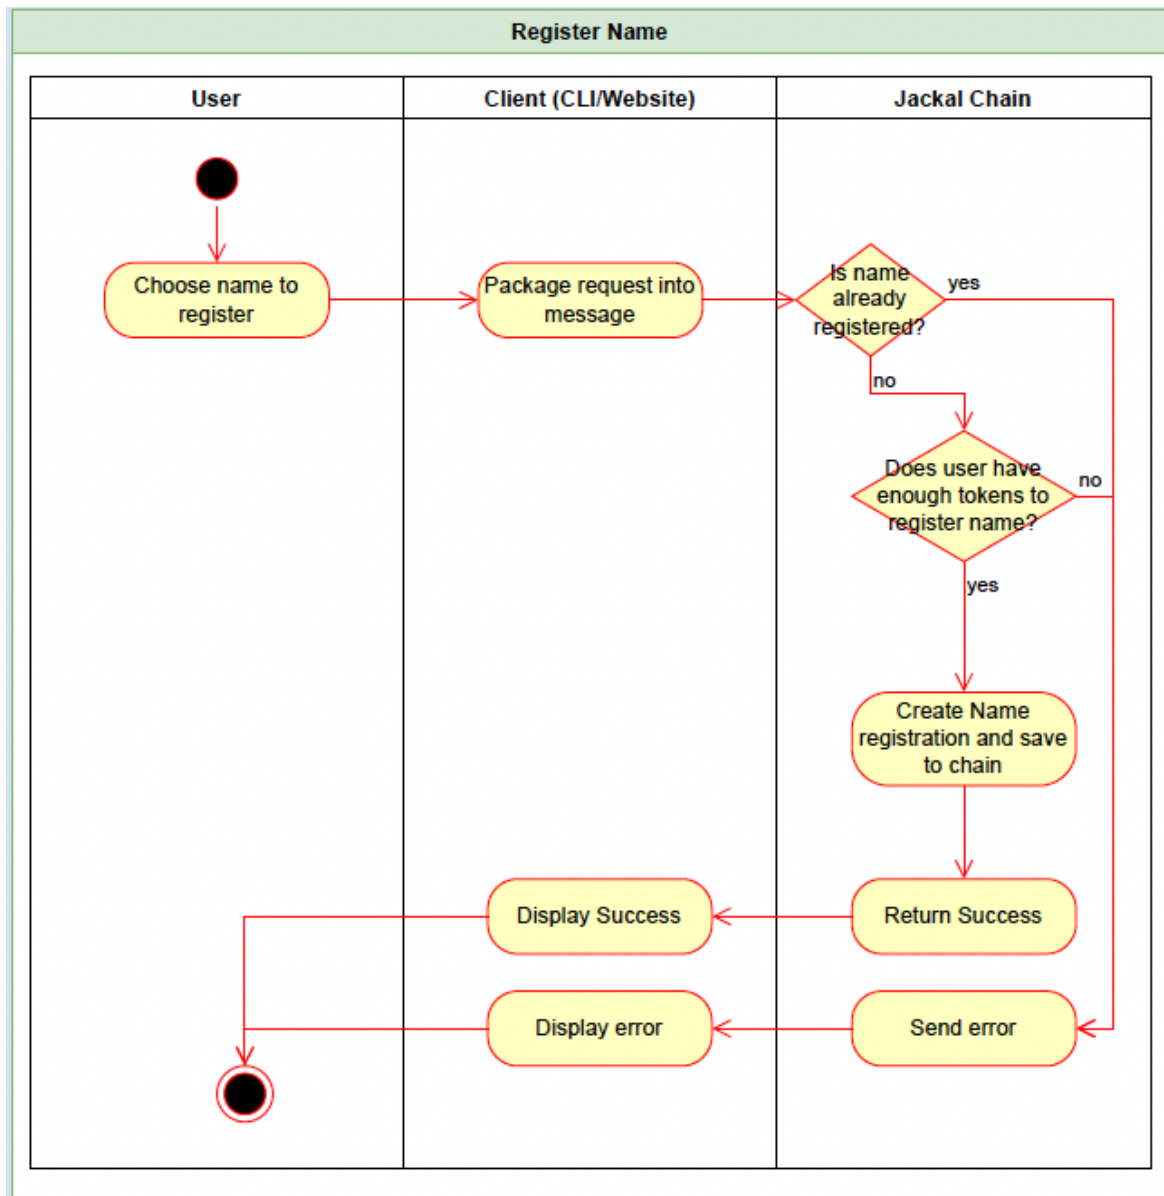 Register Name
User
Client (CLI/Website)
Jackal Chain
Choose name to
register
Package request into
message
Is name
already
registered?
yes
no
Does user have
enough tokens to
register name?
no
yes
Create Name
registration and save
to chain
Display Success
Return Success
Display error
Send error